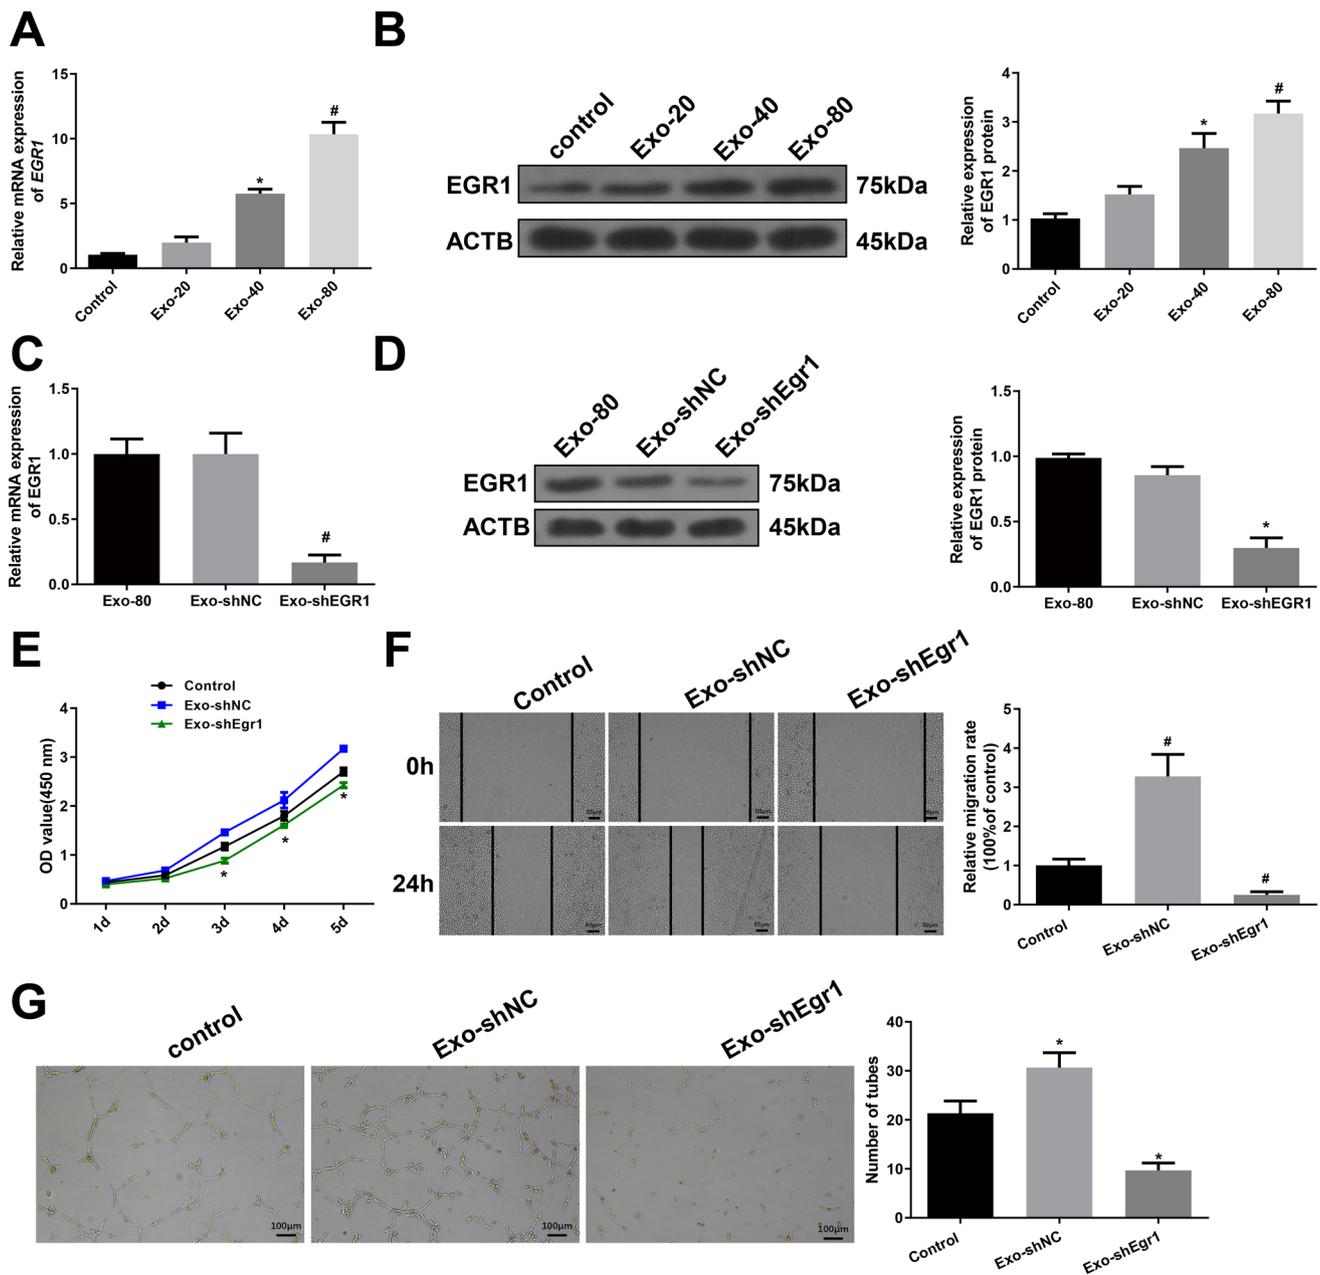 A
Relative mRNA expression
of EGR1
15
10
5
0
*
#
Control
Exo-20
Exo-40
Exo-80
B
control
Exo-20
Exo-40
Exo-80
EGR1
75kDa
ACTB
45kDa
Relative expression
of EGR1 protein
4
3
2
1
0
*
#
Control
Exo-20
Exo-40
Exo-80
C
Relative mRNA expression
of EGR1
1.5
1.0
0.5
0.0
#
Exo-80
Exo-shNC
Exo-shEGR1
D
Exo-80
Exo-shNC
Exo-shEgr1
EGR1
75kDa
ACTB
45kDa
Relative expression
of EGR1 protein
1.5
1.0
0.5
0.0
*
Exo-80
Exo-shNC
Exo-shEGR1
E
Control
Exo-shNC
Exo-shEgr1
OD value(450 nm)
4
3
2
1
0
*
*
*
1d
2d
3d
4d
5d
F
Control
Exo-shNC
Exo-shEgr1
0h
50μm
50μm
50μm
24h
50μm
50μm
50μm
Relative migration rate
(100%of control)
5
4
3
2
1
0
#
#
Control
Exo-shNC
Exo-shEgr1
G
control
Exo-shNC
Exo-shEgr1
100μm
100μm
100μm
Number of tubes
40
30
20
10
0
*
*
Control
Exo-shNC
Exo-shEgr1